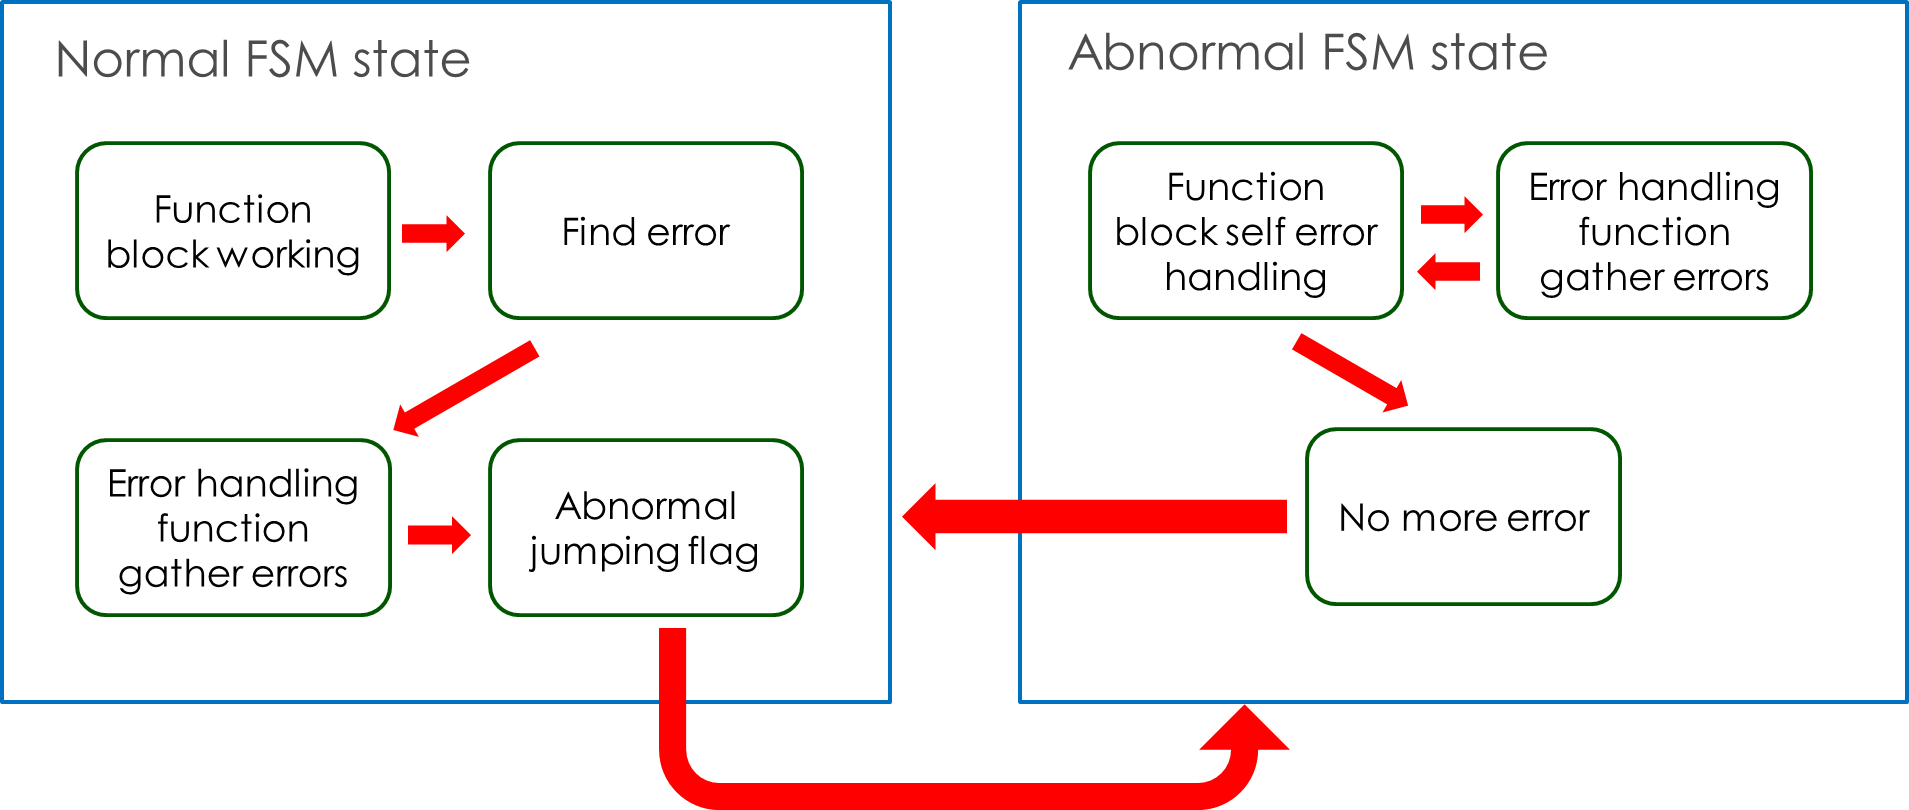 Normal FSM state
Function
block working
Find error
Error handling
function
gather errors
Abnormal
jumping flag
Abnormal FSM state
Function
block self error
handling
Error handling
function
gather errors
No more error